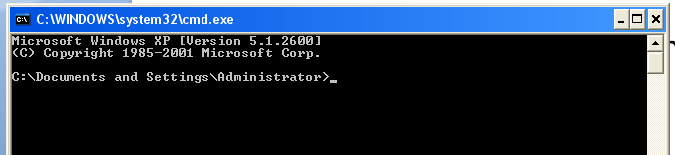 C:\WINDOWS\system32\cmd.exe
Microsoft Windows XP [Version 5.1.2600]
(C) Copyright 1985-2001 Microsoft Corp.
C:\Documents and Settings\Administrator>_